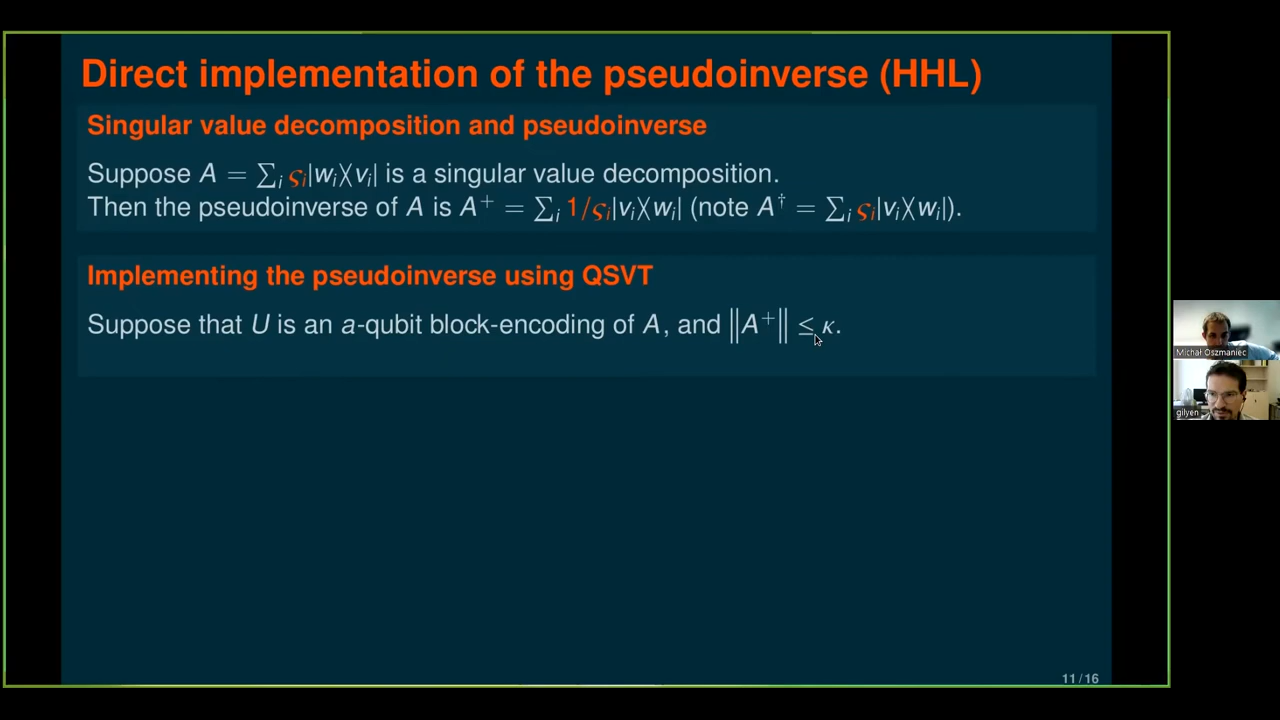 Direct implementation of the pseudoinverse (HHL)
Singular value decomposition and pseudoinverse
Suppose A = ∑ᵢ ςᵢ|wᵢ⟩⟨vᵢ| is a singular value decomposition.
Then the pseudoinverse of A is A⁺ = ∑ᵢ 1/ςᵢ|vᵢ⟩⟨wᵢ| (note A† = ∑ᵢ ςᵢ|vᵢ⟩⟨wᵢ|).
Implementing the pseudoinverse using QSVT
Suppose that U is an a-qubit block-encoding of A, and ‖A⁺‖ ≤ κ.
Michał Oszmaniec
gilyen
11 / 16